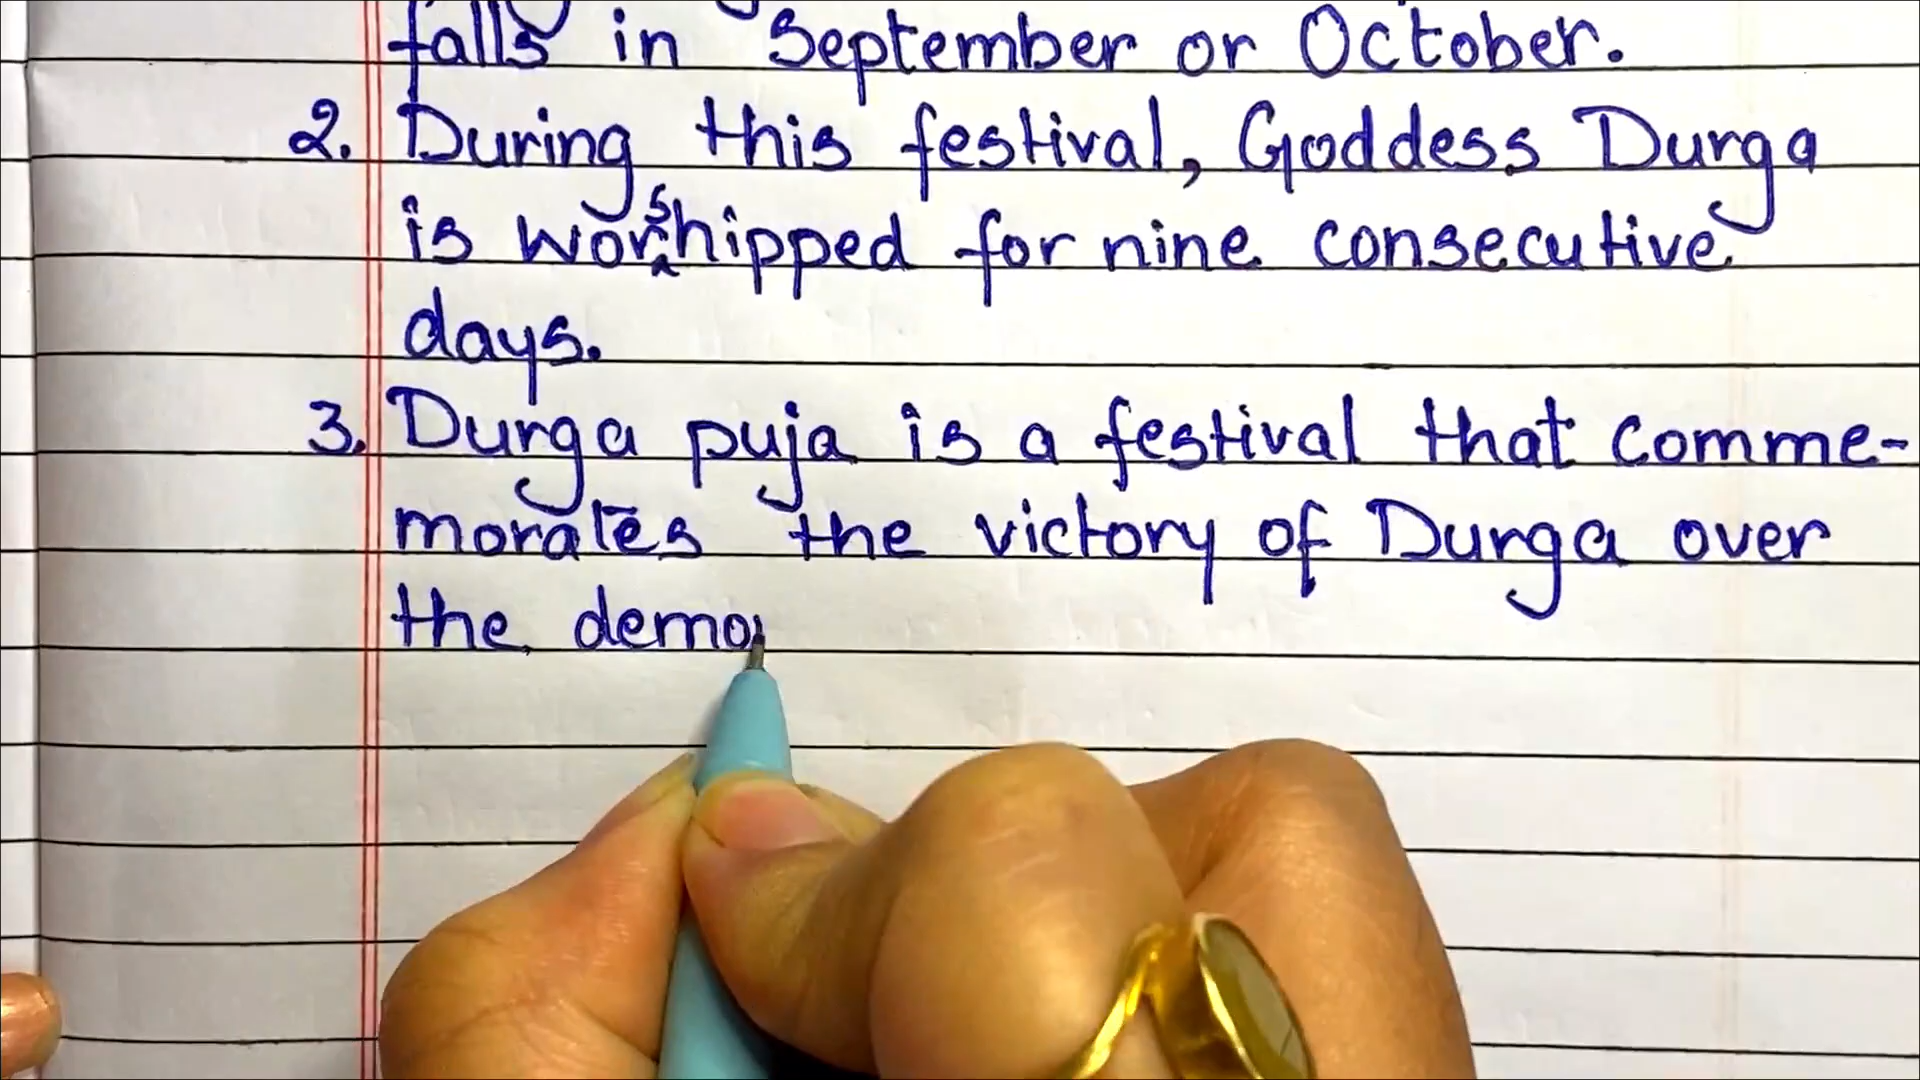 falls in September or October.
2. During this festival, Goddess Durga
is worshipped for nine consecutive
days.
3. Durga puja is a festival that comme-
morates the victory of Durga over
the demo